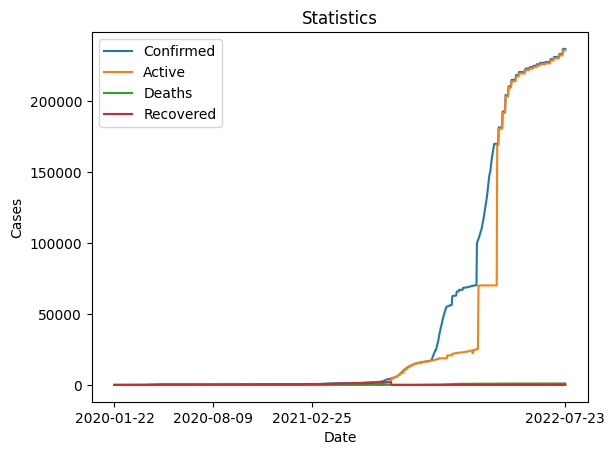 Statistics
Confirmed
Active
Deaths
Recovered
Cases
200000
150000
100000
50000
0
2020-01-22 2020-08-09 2021-02-25 2022-07-23
Date